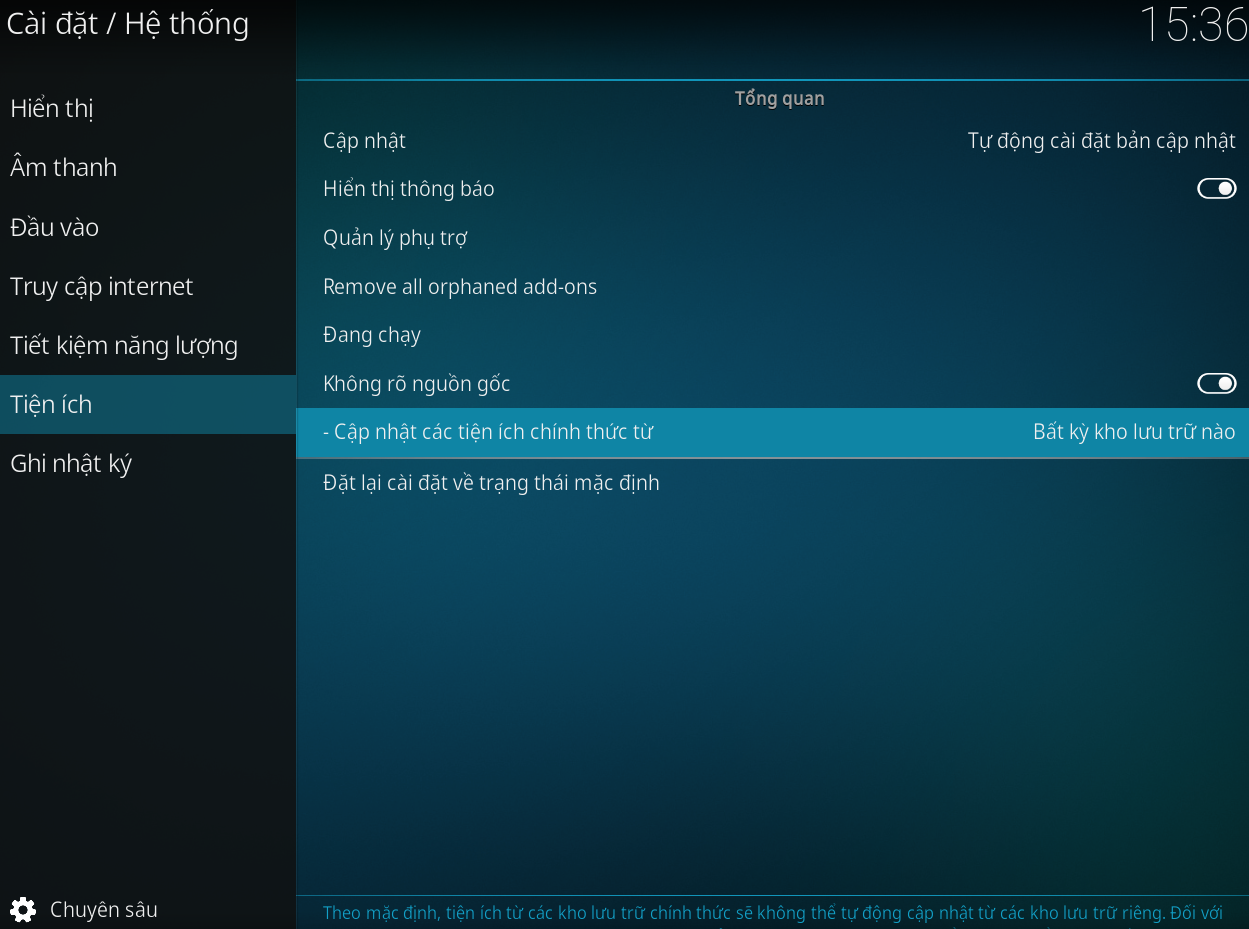 Cài đặt / Hệ thống
15:36
Hiển thị
Âm thanh
Đầu vào
Truy cập internet
Tiết kiệm năng lượng
Tiện ích
Ghi nhật ký
Chuyên sâu
Tổng quan
Cập nhật Tự động cài đặt bản cập nhật
Hiển thị thông báo
Quản lý phụ trợ
Remove all orphaned add-ons
Đang chạy
Không rõ nguồn gốc
- Cập nhật các tiện ích chính thức từ Bất kỳ kho lưu trữ nào
Đặt lại cài đặt về trạng thái mặc định
Theo mặc định, tiện ích từ các kho lưu trữ chính thức sẽ không thể tự động cập nhật từ các kho lưu trữ riêng. Đối với